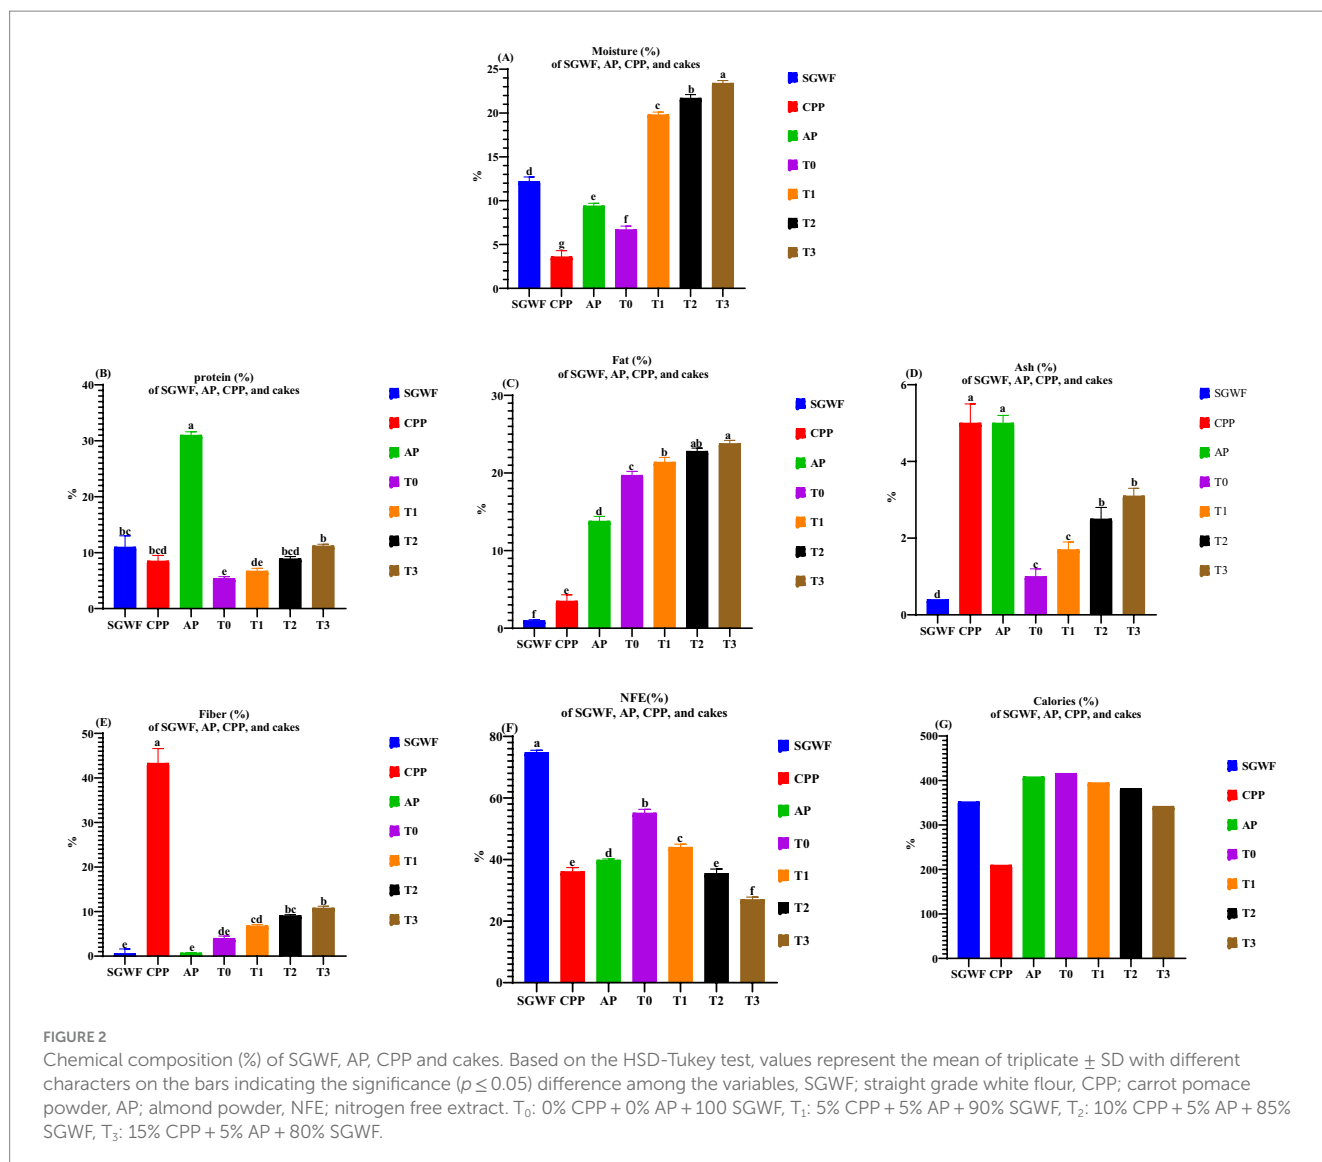 (A)
Moisture (%)
of SGWF, AP, CPP, and cakes
%
25
20
15
10
5
0
d
g
e
f
c
b
a
SGWF CPP AP T0 T1 T2 T3
SGWF
CPP
AP
T0
T1
T2
T3
(B)
protein (%)
of SGWF, AP, CPP, and cakes
%
40
30
20
10
0
bc
bcd
a
e
de
bcd
b
SGWF CPP AP T0 T1 T2 T3
SGWF
CPP
AP
T0
T1
T2
T3
(C)
Fat (%)
of SGWF, AP, CPP, and cakes
%
30
20
10
0
f
e
d
c
b
ab
a
SGWF CPP AP T0 T1 T2 T3
SGWF
CPP
AP
T0
T1
T2
T3
(D)
Ash (%)
of SGWF, AP, CPP, and cakes
%
6
4
2
0
d
a
a
c
c
b
b
SGWF CPP AP T0 T1 T2 T3
SGWF
CPP
AP
T0
T1
T2
T3
(E)
Fiber (%)
of SGWF, AP, CPP, and cakes
%
50
40
30
20
10
0
e
a
e
de
cd
bc
b
SGWF CPP AP T0 T1 T2 T3
SGWF
CPP
AP
T0
T1
T2
T3
(F)
NFE(%)
of SGWF, AP, CPP, and cakes
%
80
60
40
20
0
a
e
d
b
c
e
f
SGWF CPP AP T0 T1 T2 T3
SGWF
CPP
AP
T0
T1
T2
T3
(G)
Calories (%)
of SGWF, AP, CPP, and cakes
%
500
400
300
200
100
0
SGWF CPP AP T0 T1 T2 T3
SGWF
CPP
AP
T0
T1
T2
T3
FIGURE 2
Chemical composition (%) of SGWF, AP, CPP and cakes. Based on the HSD-Tukey test, values represent the mean of triplicate ± SD with different
characters on the bars indicating the significance (p ≤ 0.05) difference among the variables, SGWF; straight grade white flour, CPP; carrot pomace
powder, AP; almond powder, NFE; nitrogen free extract. T₀: 0% CPP + 0% AP + 100 SGWF, T₁: 5% CPP + 5% AP + 90% SGWF, T₂: 10% CPP + 5% AP + 85%
SGWF, T₃: 15% CPP + 5% AP + 80% SGWF.